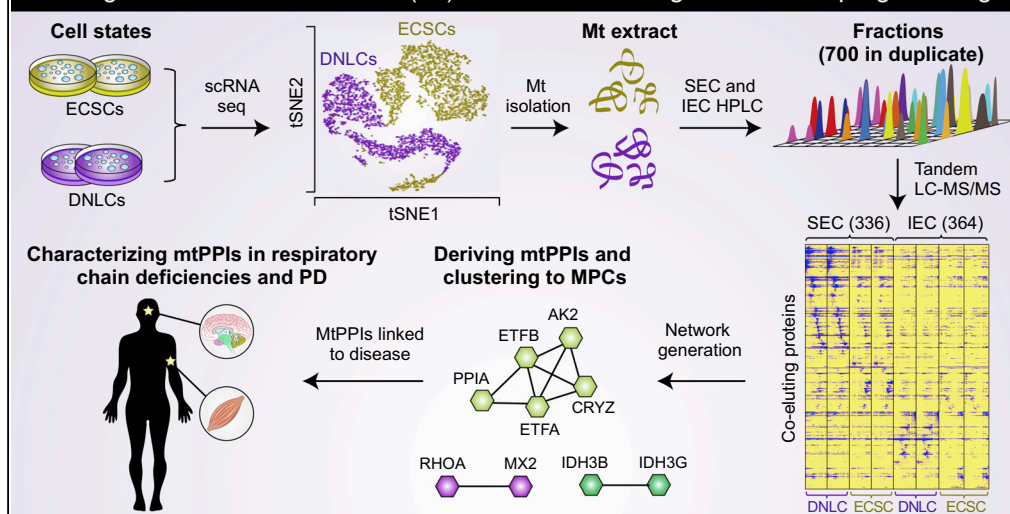 Cell states
ECSCs
DNLCs
scRNA
seq
tSNE2
DNLCs
ECSCs
tSNE1
Mt
isolation
Mt extract
SEC and
IEC HPLC
Fractions
(700 in duplicate)
Tandem
LC-MS/MS
SEC (336)
IEC (364)
Co-eluting proteins
DNLC
ECSC
DNLC
ECSC
Network
generation
Deriving mtPPIs and
clustering to MPCs
AK2
ETFB
PPIA
CRYZ
ETFA
RHOA
MX2
IDH3B
IDH3G
MtPPIs linked
to disease
Characterizing mtPPIs in respiratory
chain deficiencies and PD